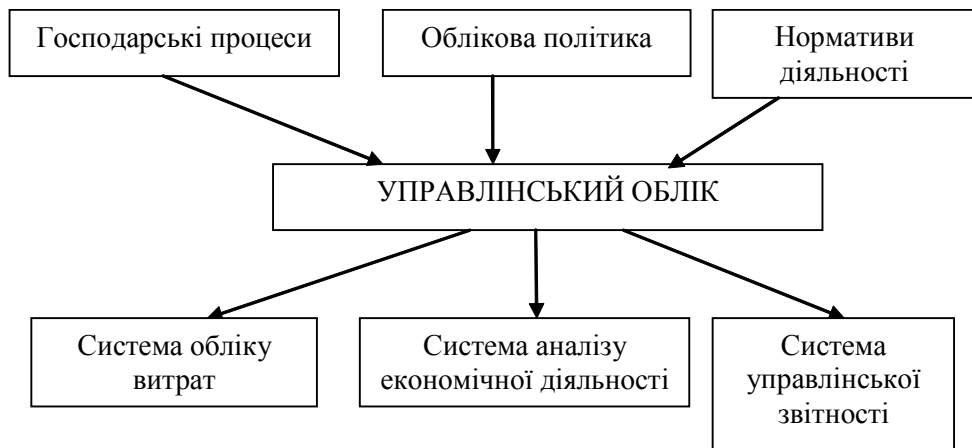 Господарські процеси
Облікова політика
Нормативи
діяльності
УПРАВЛІНСЬКИЙ ОБЛІК
Система обліку
витрат
Система аналізу
економічної діяльності
Система
управлінської
звітності